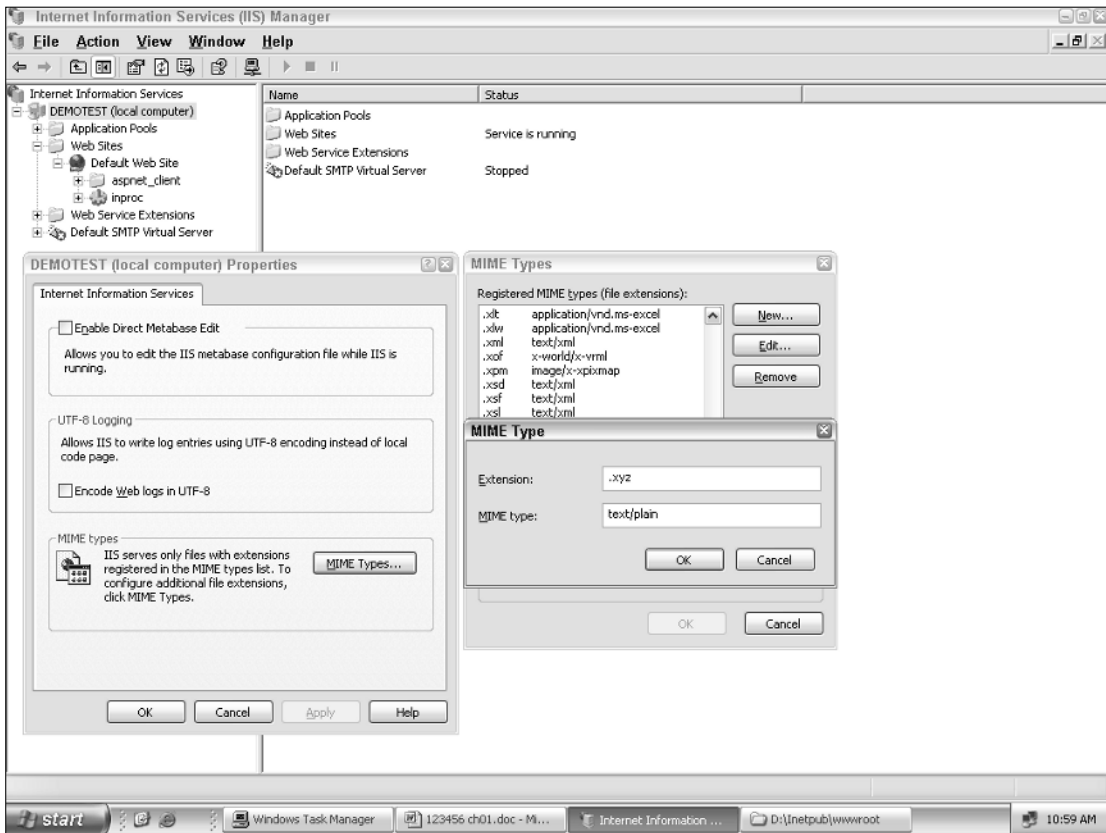 Internet Information Services (IIS) Manager
File Action View Window Help
Internet Information Services
DEMOTEST (local computer)
Application Pools
Web Sites
Default Web Site
aspnet_client
inproc
Web Service Extensions
Default SMTP Virtual Server
Name Status
Application Pools
Web Sites Service is running
Web Service Extensions
Default SMTP Virtual Server Stopped
DEMOTEST (local computer) Properties
Internet Information Services
Enable Direct Metabase Edit
Allows you to edit the IIS metabase configuration file while IIS is
running.
UTF-8 Logging
Allows IIS to write log entries using UTF-8 encoding instead of local
code page.
Encode Web logs in UTF-8
MIME types
IIS serves only files with extensions
registered in the MIME types list. To
configure additional file extensions,
click MIME Types.
MIME Types...
OK Cancel Apply Help
MIME Types
Registered MIME types (file extensions):
.xlt application/vnd.ms-excel
.xlw application/vnd.ms-excel
.xml text/xml
.xof x-world/x-vrml
.xpm image/x-xpixmap
.xsd text/xml
.xsf text/xml
.xsl text/xml
New...
Edit...
Remove
MIME Type
Extension: .xyz
MIME type: text/plain
OK Cancel
OK Cancel
start Windows Task Manager 123456 ch01.doc - Mi... Internet Information ... D:\Inetpub\wwwroot 10:59 AM